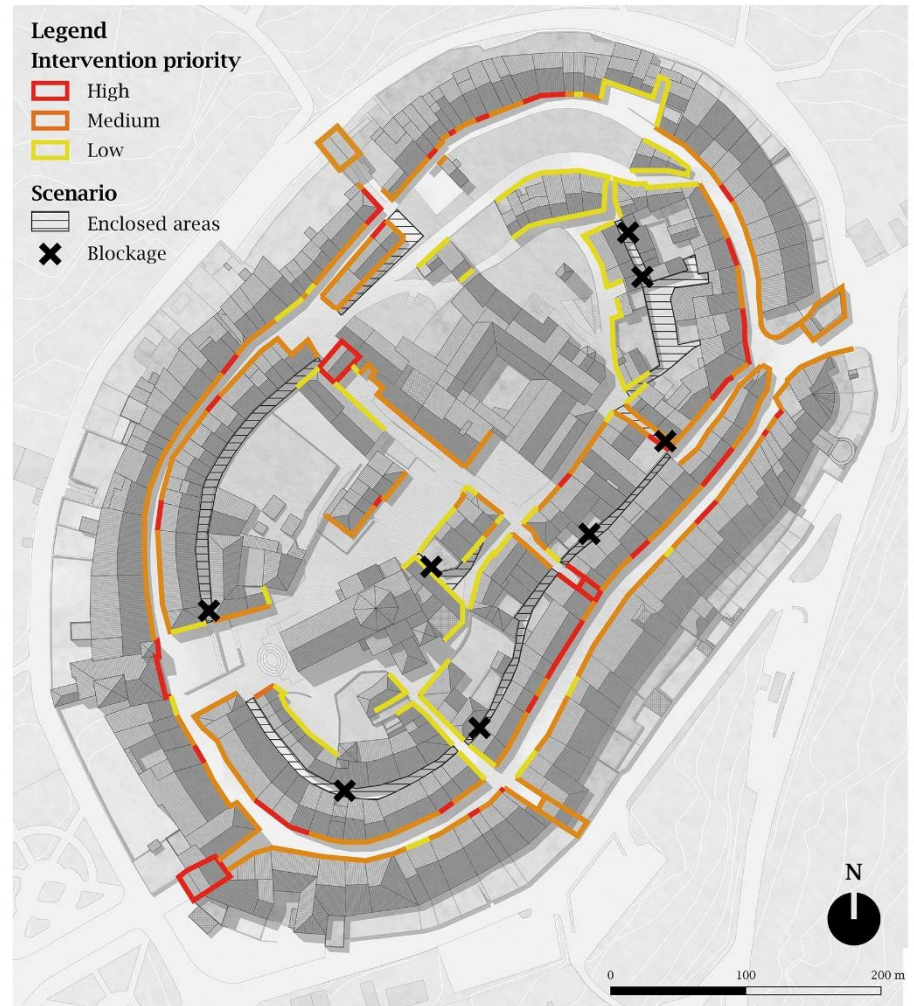 Legend
Intervention priority
High
Medium
Low
Scenario
Enclosed areas
Blockage
N
0 100 200 m